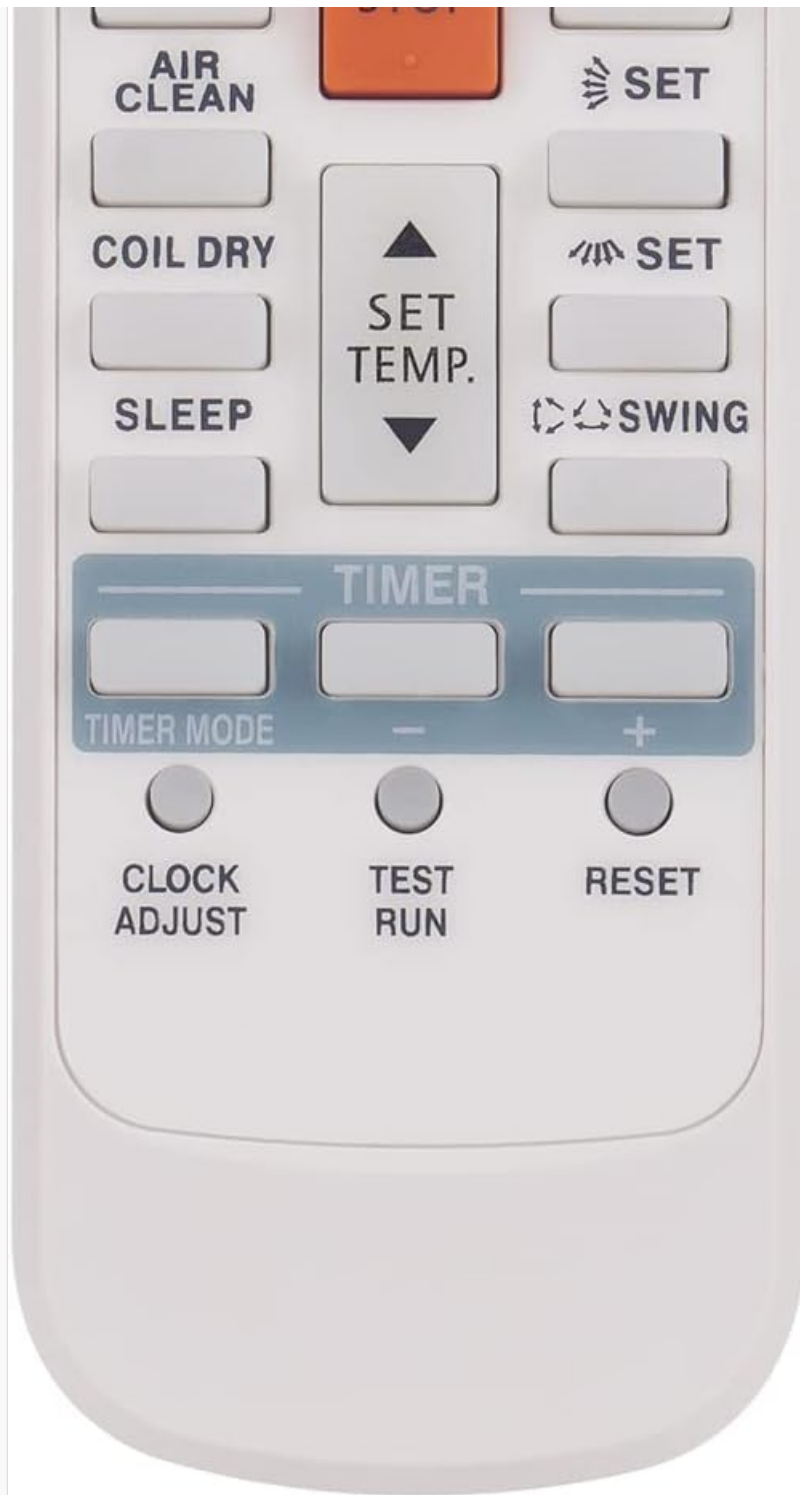 AIR
CLEAN
SET
COIL DRY
SET
SET
TEMP.
SLEEP
SWING
TIMER
TIMER MODE
−
+
CLOCK
ADJUST
TEST
RUN
RESET